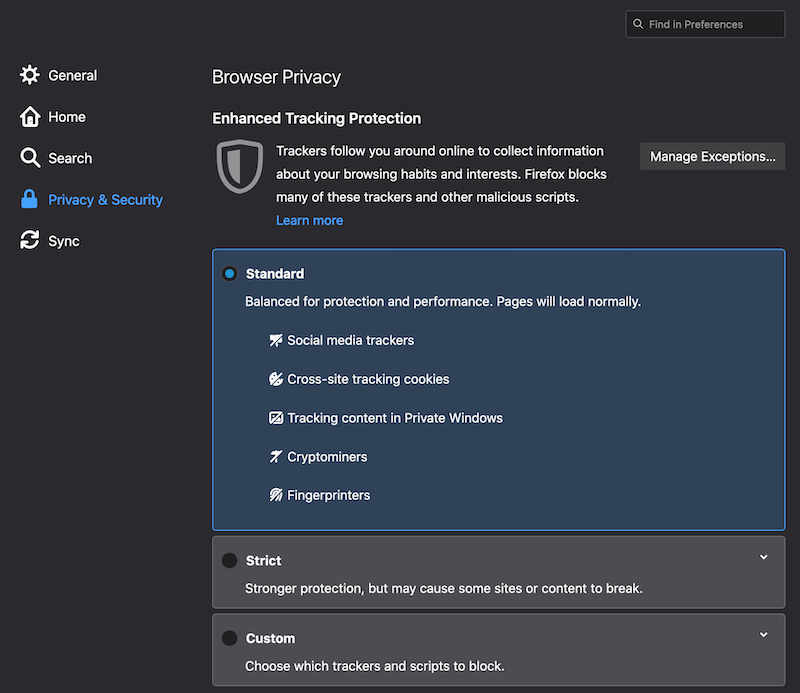 Find in Preferences
General
Home
Search
Privacy & Security
Sync
Browser Privacy
Enhanced Tracking Protection
Trackers follow you around online to collect information
about your browsing habits and interests. Firefox blocks
many of these trackers and other malicious scripts.
Learn more
Manage Exceptions...
Standard
Balanced for protection and performance. Pages will load normally.
Social media trackers
Cross-site tracking cookies
Tracking content in Private Windows
Cryptominers
Fingerprinters
Strict
Stronger protection, but may cause some sites or content to break.
Custom
Choose which trackers and scripts to block.